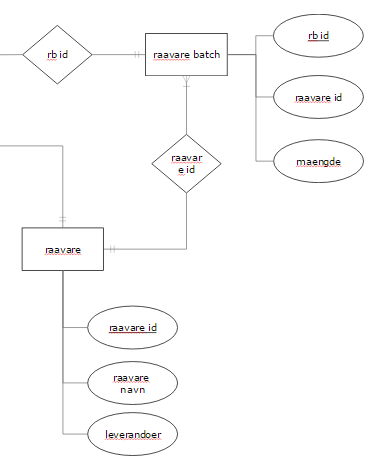 rb id
raavare batch
rb id
raavare id
maengde
raavar
e id
raavare
raavare id
raavare
navn
leverandoer